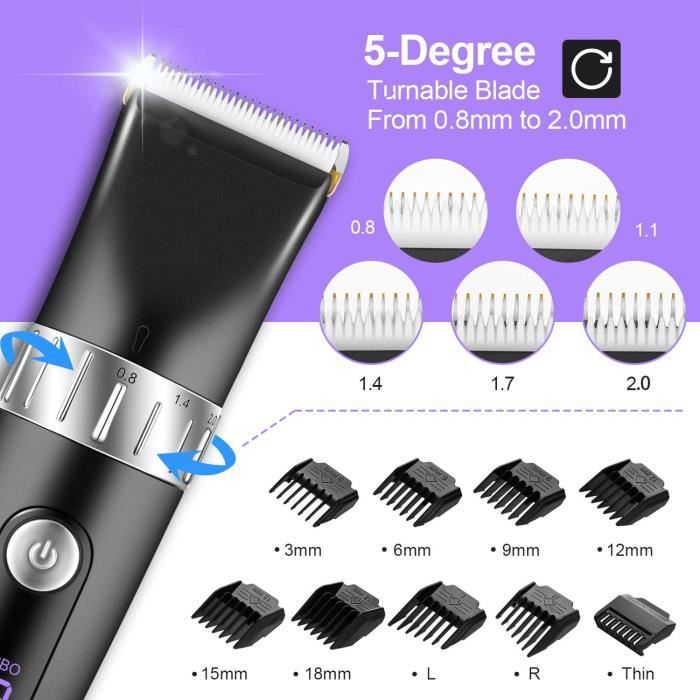 5-Degree
Turnable Blade
From 0.8mm to 2.0mm
0.8
1.1
1.4
1.7
2.0
0.8
1.4
2.0
• 3mm
• 6mm
• 9mm
• 12mm
• 15mm
• 18mm
• L
• R
• Thin